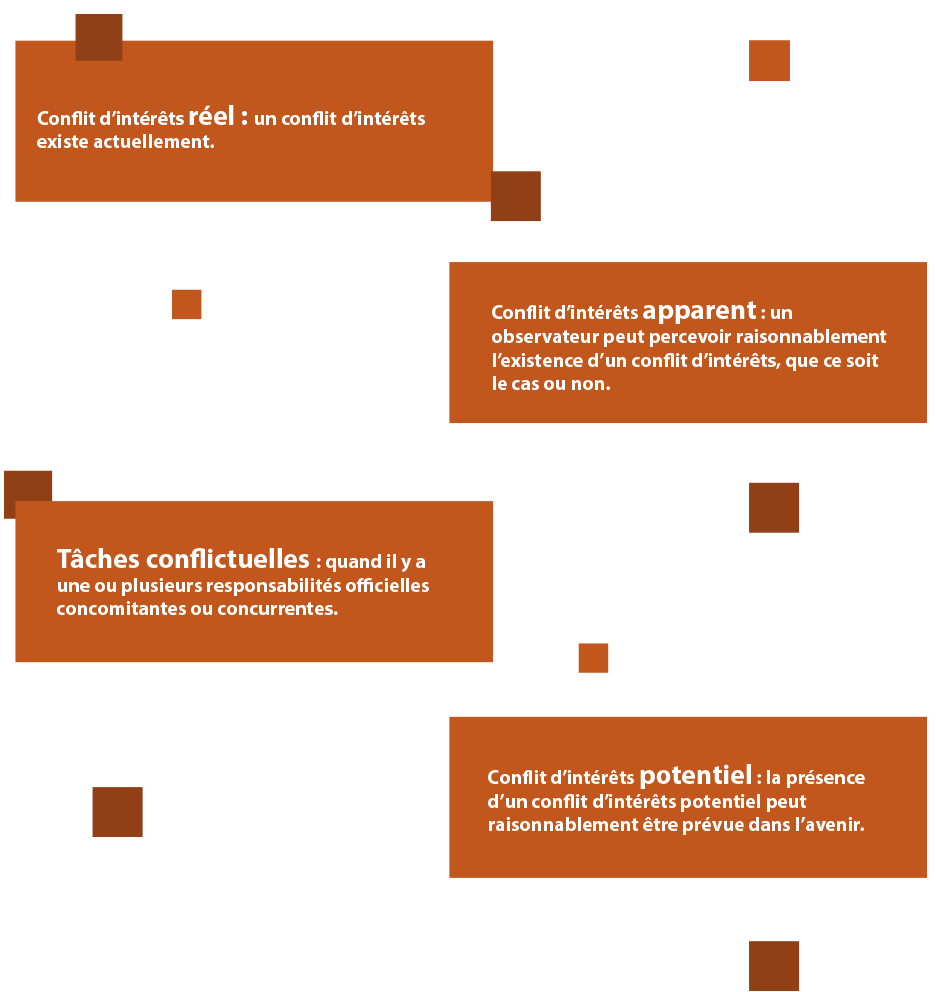 Conflit d’intérêts réel : un conflit d’intérêts
existe actuellement.
Conflit d’intérêts apparent : un
observateur peut percevoir raisonnablement
l’existence d’un conflit d’intérêts, que ce soit
le cas ou non.
Tâches conflictuelles : quand il y a
une ou plusieurs responsabilités officielles
concomitantes ou concurrentes.
Conflit d’intérêts potentiel : la présence
d’un conflit d’intérêts potentiel peut
raisonnablement être prévue dans l’avenir.